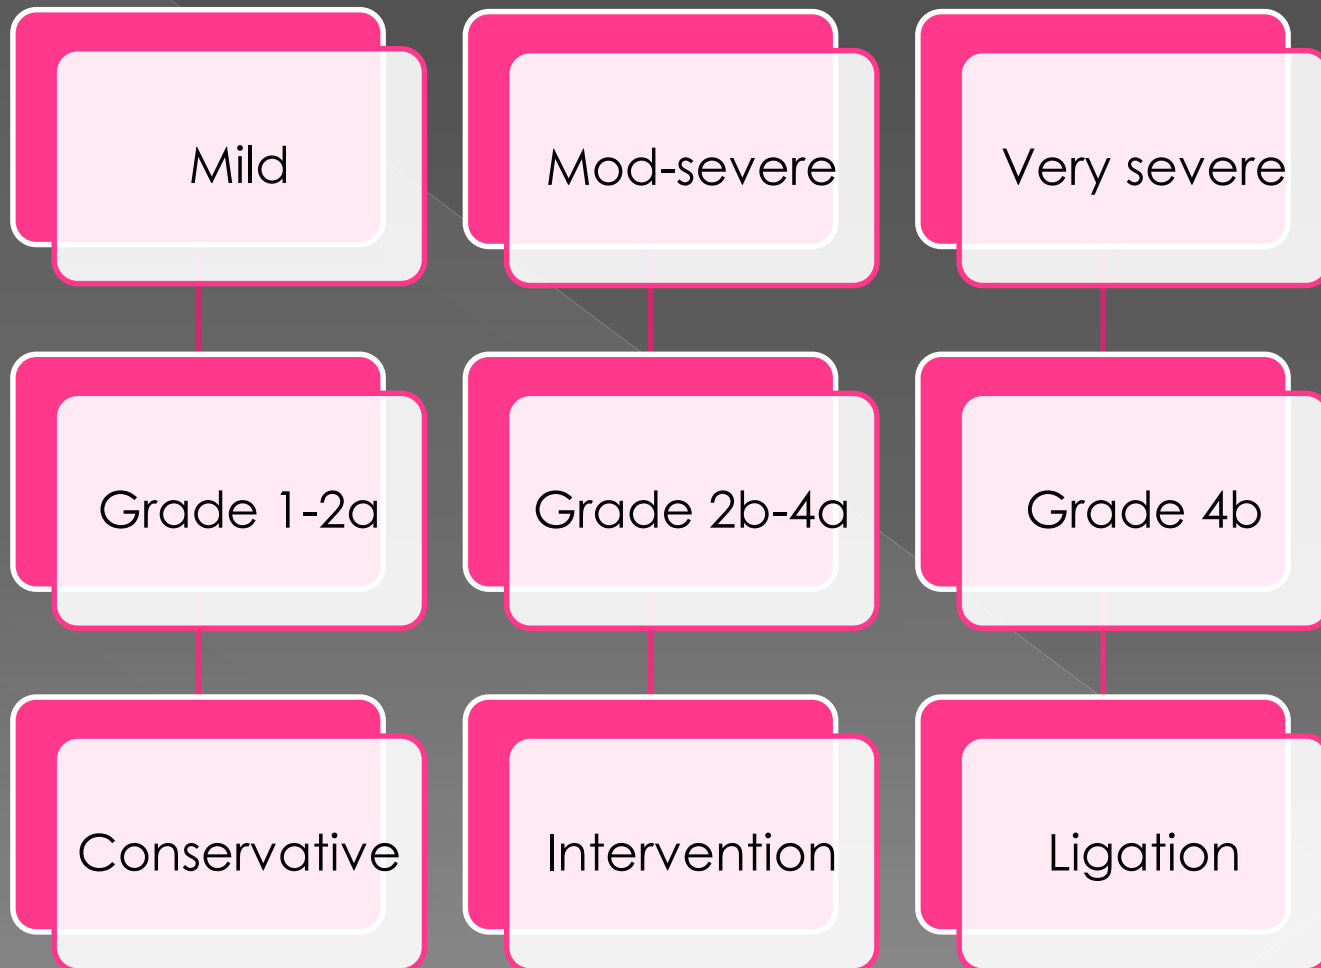 Mild
Mod-severe
Very severe
Grade 1-2a
Grade 2b-4a
Grade 4b
Conservative
Intervention
Ligation